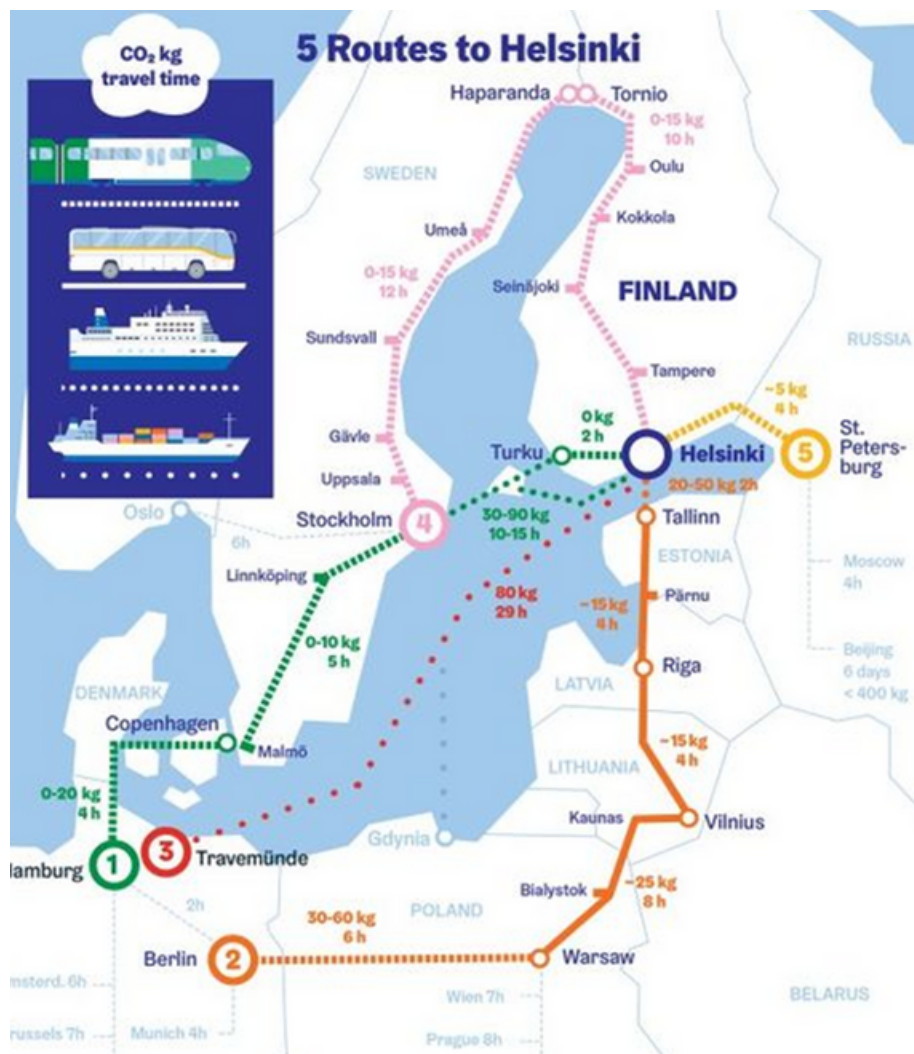 CO₂ kg
travel time
5 Routes to Helsinki
Haparanda
Tornio
0-15 kg
10 h
SWEDEN
Oulu
Kokkola
Umeå
0-15 kg
12 h
Seinäjoki
FINLAND
Sundsvall
RUSSIA
Tampere
~5 kg
4 h
0 kg
2 h
Gävle
Turku
Helsinki
5
St.
Peters-
burg
Uppsala
20-50 kg 2h
Oslo
Stockholm
4
30-90 kg
10-15 h
Tallinn
6h
ESTONIA
Moscow
4h
Linnköping
80 kg
29 h
~15 kg
4 h
Pärnu
0-10 kg
5 h
Beijing
6 days
< 400 kg
Riga
DENMARK
LATVIA
Copenhagen
Malmö
~15 kg
4 h
LITHUANIA
0-20 kg
4 h
Kaunas
Vilnius
Gdynia
lamburg
1
3
Travemünde
Bialystok
~25 kg
8 h
2h
30-60 kg
6 h
POLAND
Berlin
2
Warsaw
msterd. 6h
Wien 7h
BELARUS
russels 7h
Munich 4h
Prague 8h